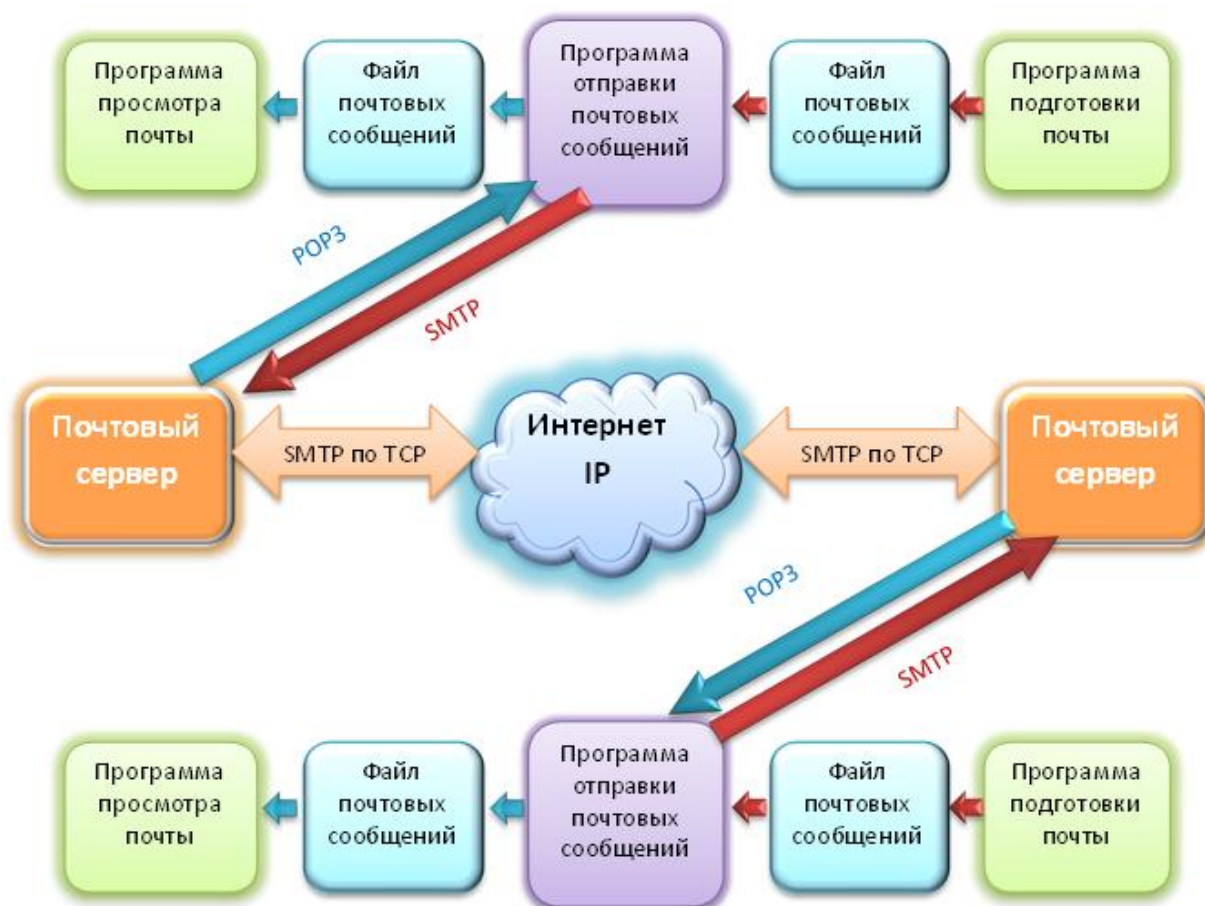 Программа
просмотра
почты
Файл
почтовых
сообщений
Программа
отправки
почтовых
сообщений
Файл
почтовых
сообщений
Программа
подготовки
почты
POP3
SMTP
Почтовый
сервер
SMTP по TCP
Интернет
IP
SMTP по TCP
Почтовый
сервер
POP3
SMTP
Программа
просмотра
почты
Файл
почтовых
сообщений
Программа
отправки
почтовых
сообщений
Файл
почтовых
сообщений
Программа
подготовки
почты